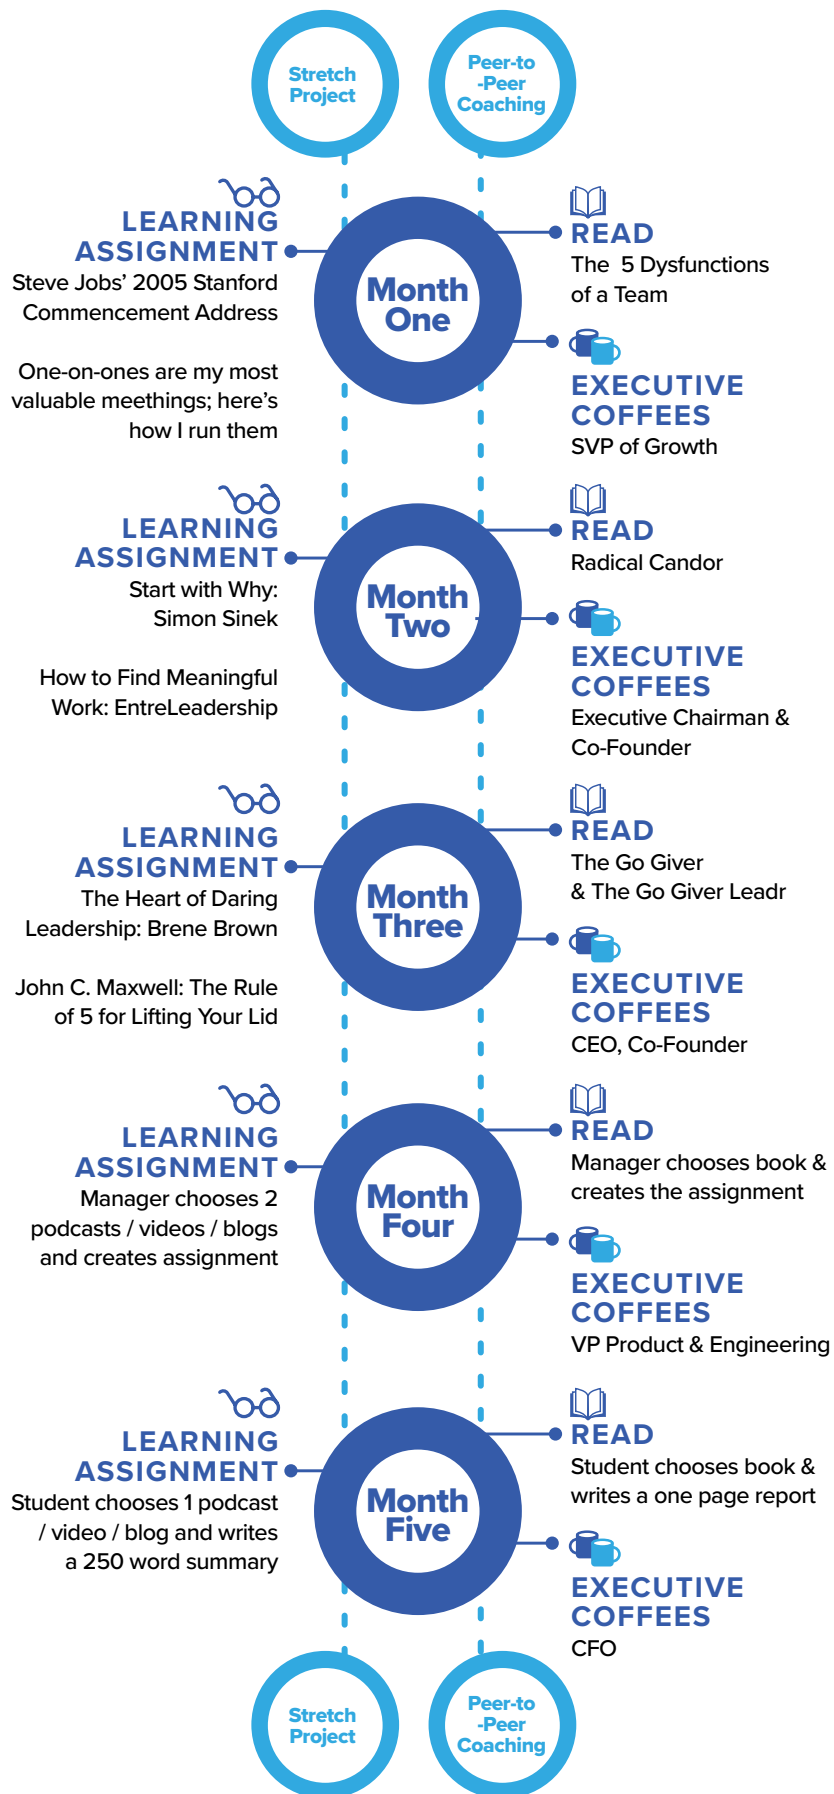 Stretch
Project
Peer-to
-Peer
Coaching
LEARNING
ASSIGNMENT
Steve Jobs’ 2005 Stanford
Commencement Address
One-on-ones are my most
valuable meethings; here’s
how I run them
Month
One
READ
The 5 Dysfunctions
of a Team
EXECUTIVE
COFFEES
SVP of Growth
LEARNING
ASSIGNMENT
Start with Why:
Simon Sinek
How to Find Meaningful
Work: EntreLeadership
Month
Two
READ
Radical Candor
EXECUTIVE
COFFEES
Executive Chairman &
Co-Founder
LEARNING
ASSIGNMENT
The Heart of Daring
Leadership: Brene Brown
John C. Maxwell: The Rule
of 5 for Lifting Your Lid
Month
Three
READ
The Go Giver
& The Go Giver Leadr
EXECUTIVE
COFFEES
CEO, Co-Founder
LEARNING
ASSIGNMENT
Manager chooses 2
podcasts / videos / blogs
and creates assignment
Month
Four
READ
Manager chooses book &
creates the assignment
EXECUTIVE
COFFEES
VP Product & Engineering
LEARNING
ASSIGNMENT
Student chooses 1 podcast
/ video / blog and writes
a 250 word summary
Month
Five
READ
Student chooses book &
writes a one page report
EXECUTIVE
COFFEES
CFO
Stretch
Project
Peer-to
-Peer
Coaching